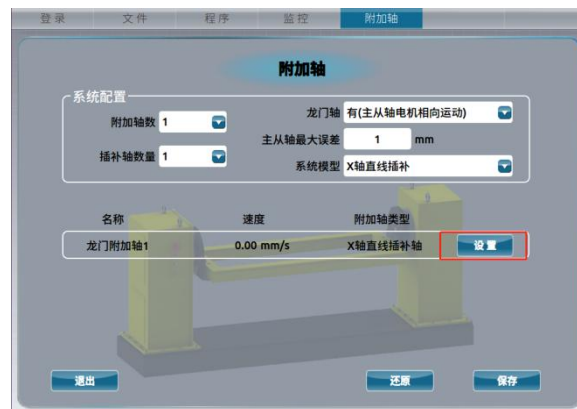 登录 文件 程序 监控 附加轴
附加轴
系统配置
附加轴数 1 龙门轴 有(主从轴电机相向运动)
主从轴最大误差 1 mm
插补轴数量 1 系统模型 X轴直线插补
名称 速度 附加轴类型
龙门附加轴1 0.00 mm/s X轴直线插补轴 设置
退出 还原 保存